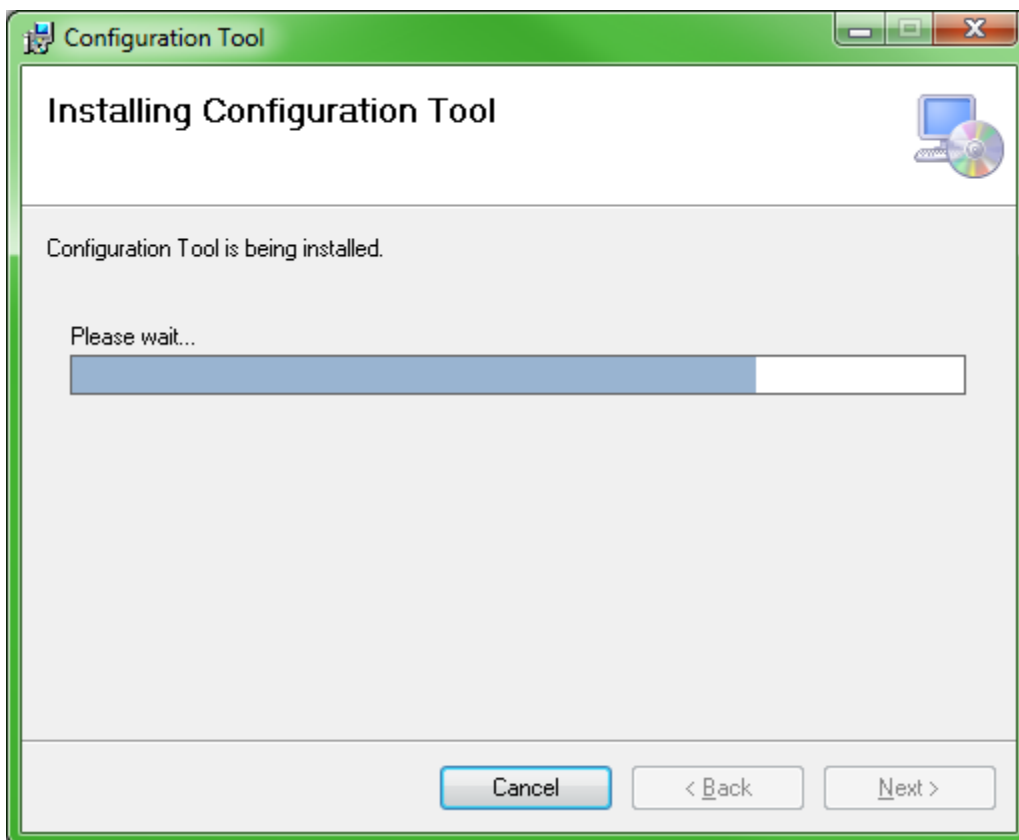 Configuration Tool
Installing Configuration Tool
Configuration Tool is being installed.
Please wait...
Cancel
< Back
Next >